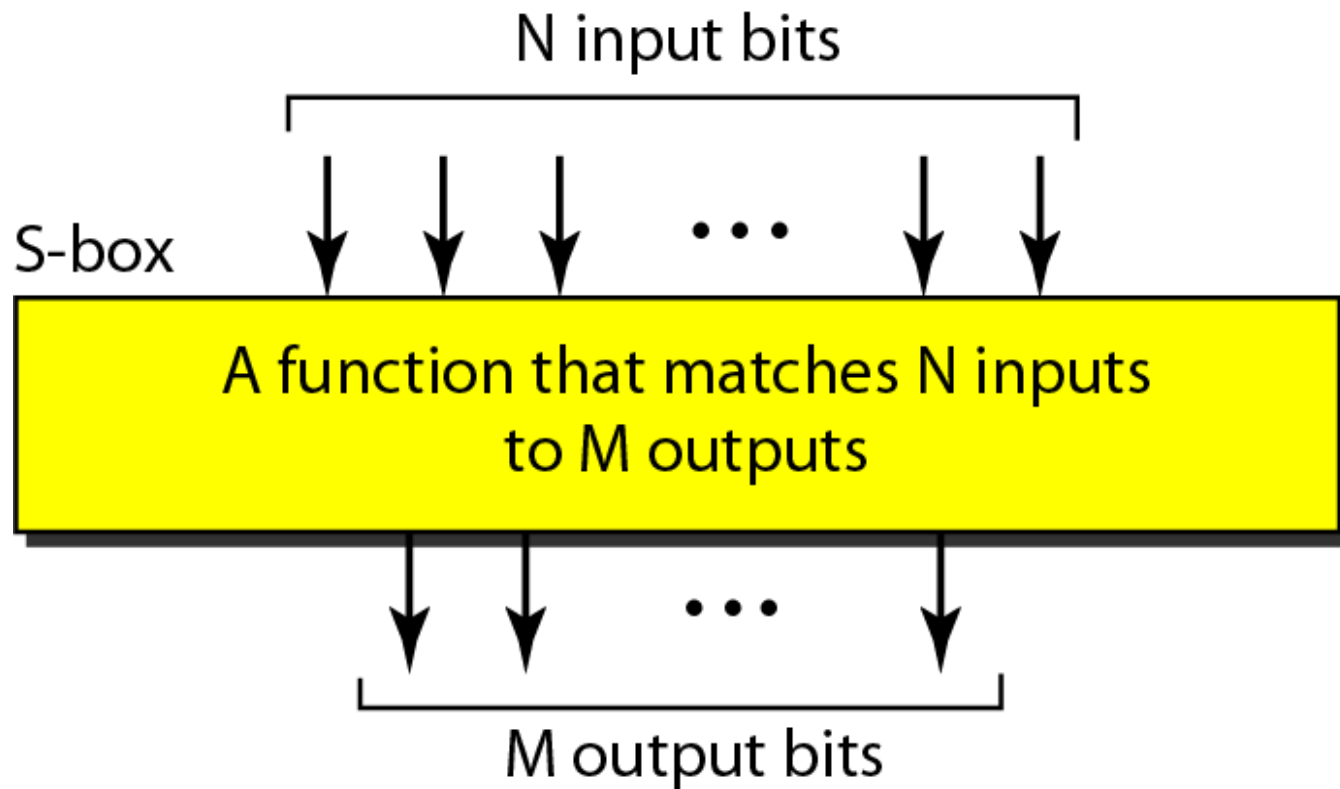 N input bits
S-box
A function that matches N inputs
to M outputs
M output bits